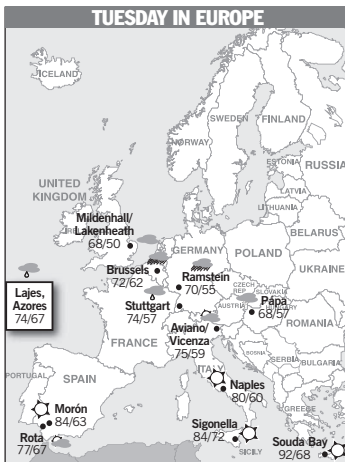 TUESDAY IN EUROPE
ICELAND
SWEDEN
FINLAND
NORWAY
ESTONIA
RUSSIA
LATVIA
LITHUANIA
UNITED
KINGDOM
Mildenhall/
Lakenheath
68/50
BELARUS
GERMANY
POLAND
Brussels
72/62
Ramstein
70/55
UKRAINE
CZECH
REP
SLOVAKIA
Lajes,
Azores
74/67
Stuttgart
74/57
AUSTRIA
HUNGARY
Pápa
68/57
FRANCE
Aviano/
Vicenza
75/59
ROMANIA
BOSNIA
SERBIA
BULGARIA
ITALY
PORTUGAL
SPAIN
Naples
80/60
Morón
84/63
GREECE
Sigonella
84/72
Rota
77/67
SICILY
Souda Bay
92/68